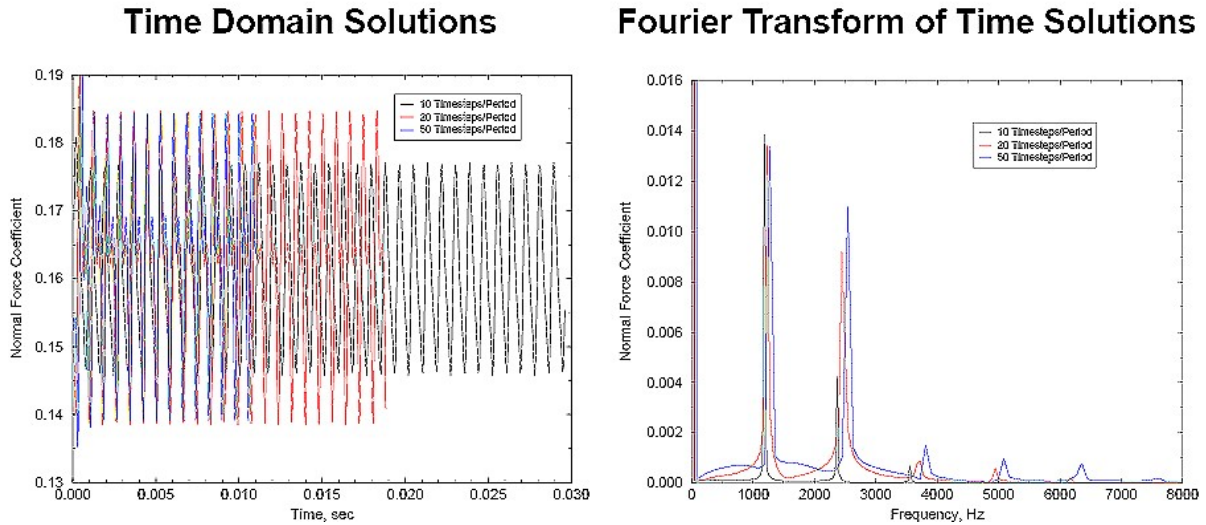 Time Domain Solutions
Fourier Transform of Time Solutions
0.19
0.18
0.17
0.16
0.15
0.14
0.13
Normal Force Coefficient
10 Timesteps/Period
20 Timesteps/Period
50 Timesteps/Period
0.000
0.005
0.010
0.015
0.020
0.025
0.030
Time, sec
0.016
0.014
0.012
0.010
0.008
0.006
0.004
0.002
0.000
Normal Force Coefficient
10 Timesteps/Period
20 Timesteps/Period
50 Timesteps/Period
0
1000
2000
3000
4000
5000
6000
7000
8000
Frequency, Hz